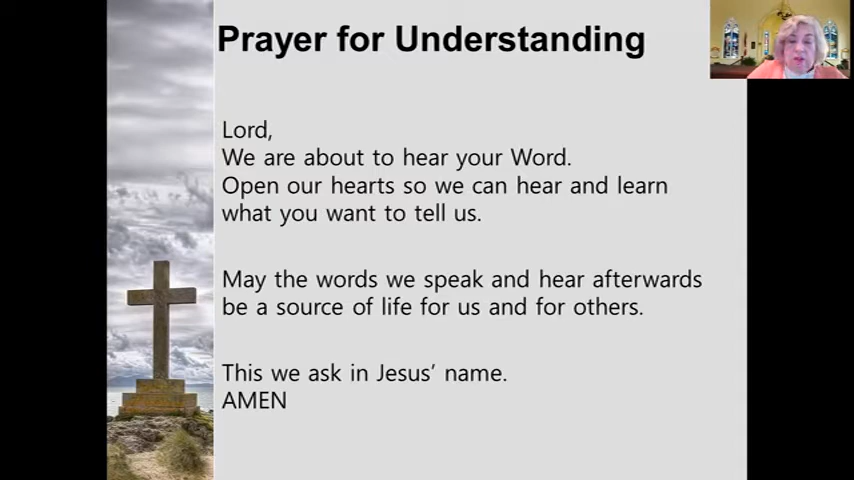 Prayer for Understanding
Lord,
We are about to hear your Word.
Open our hearts so we can hear and learn
what you want to tell us.
May the words we speak and hear afterwards
be a source of life for us and for others.
This we ask in Jesus’ name.
AMEN